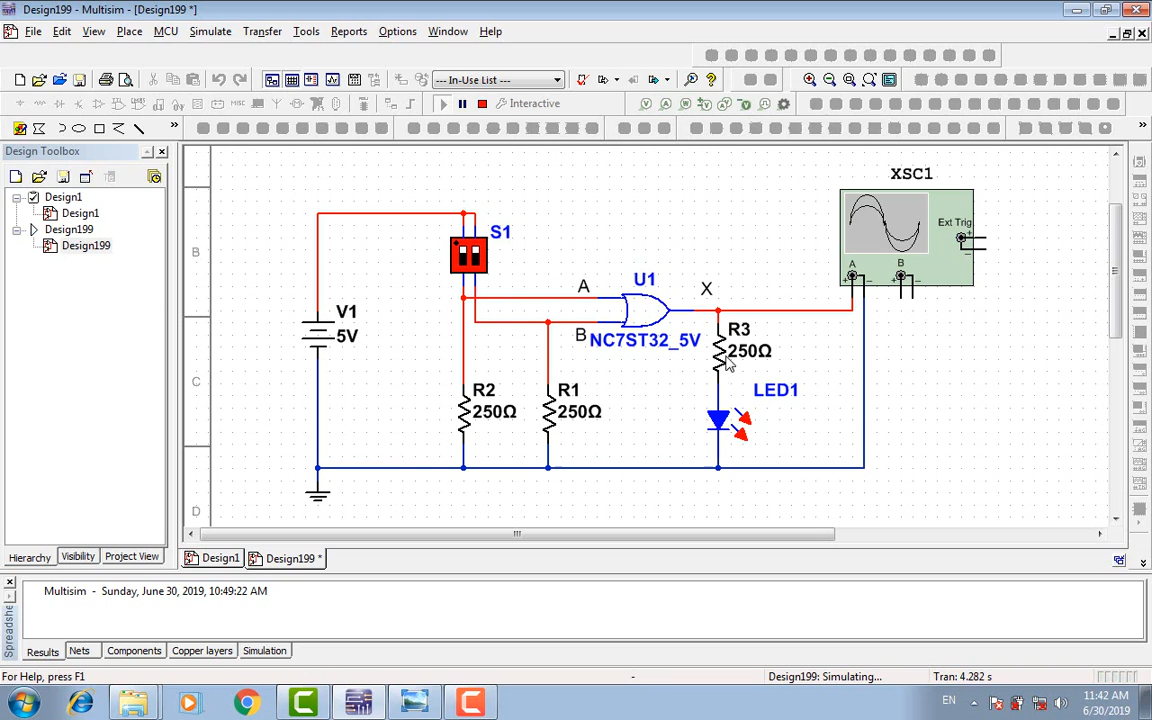 Design199 - Multisim - [Design199 *]
File Edit View Place MCU Simulate Transfer Tools Reports Options Window Help
--- In-Use List ---
Interactive
Design Toolbox
Design1
Design1
Design199
Design199
Hierarchy Visibility Project View
B
C
D
XSC1
Ext Trig
A
B
S1
V1
5V
A
B
U1
NC7ST32_5V
X
R3
250Ω
R2
250Ω
R1
250Ω
LED1
Design1 Design199 *
Spreadshe
Multisim - Sunday, June 30, 2019, 10:49:22 AM
Results Nets Components Copper layers Simulation
For Help, press F1
-
Design199: Simulating...
Tran: 4.282 s
EN
11:42 AM
6/30/2019